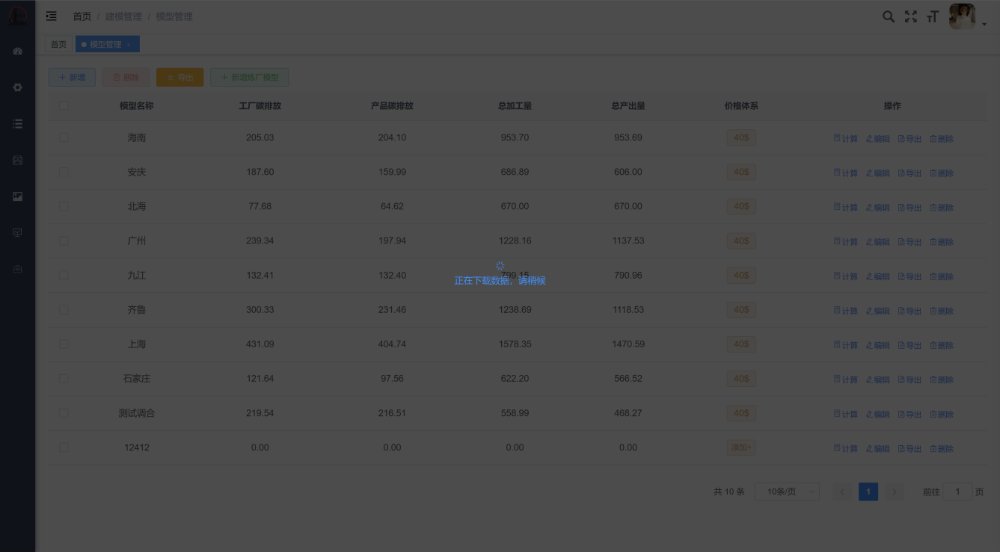 首页 / 建模管理 / 模型管理
首页 模型管理 ×
新增 删除 导出 新增炼厂模型
模型名称 工厂碳排放 产品碳排放 总加工量 总产出量 价格体系 操作
海南 205.03 204.10 953.70 953.69 40$ 计算 编辑 导出 删除
安庆 187.60 159.99 686.89 606.00 40$ 计算 编辑 导出 删除
北海 77.68 64.62 670.00 670.00 40$ 计算 编辑 导出 删除
广州 239.34 197.94 1228.16 1137.53 40$ 计算 编辑 导出 删除
九江 132.41 132.40 799.15 790.96 40$ 计算 编辑 导出 删除
正在下载数据，请稍候
齐鲁 300.33 231.46 1238.69 1118.53 40$ 计算 编辑 导出 删除
上海 431.09 404.74 1578.35 1470.59 40$ 计算 编辑 导出 删除
石家庄 121.64 97.56 622.20 566.52 40$ 计算 编辑 导出 删除
测试调合 219.54 216.51 558.99 468.27 40$ 计算 编辑 导出 删除
12412 0.00 0.00 0.00 0.00 添加+ 计算 编辑 导出 删除
共 10 条 10条/页 1 前往 1 页